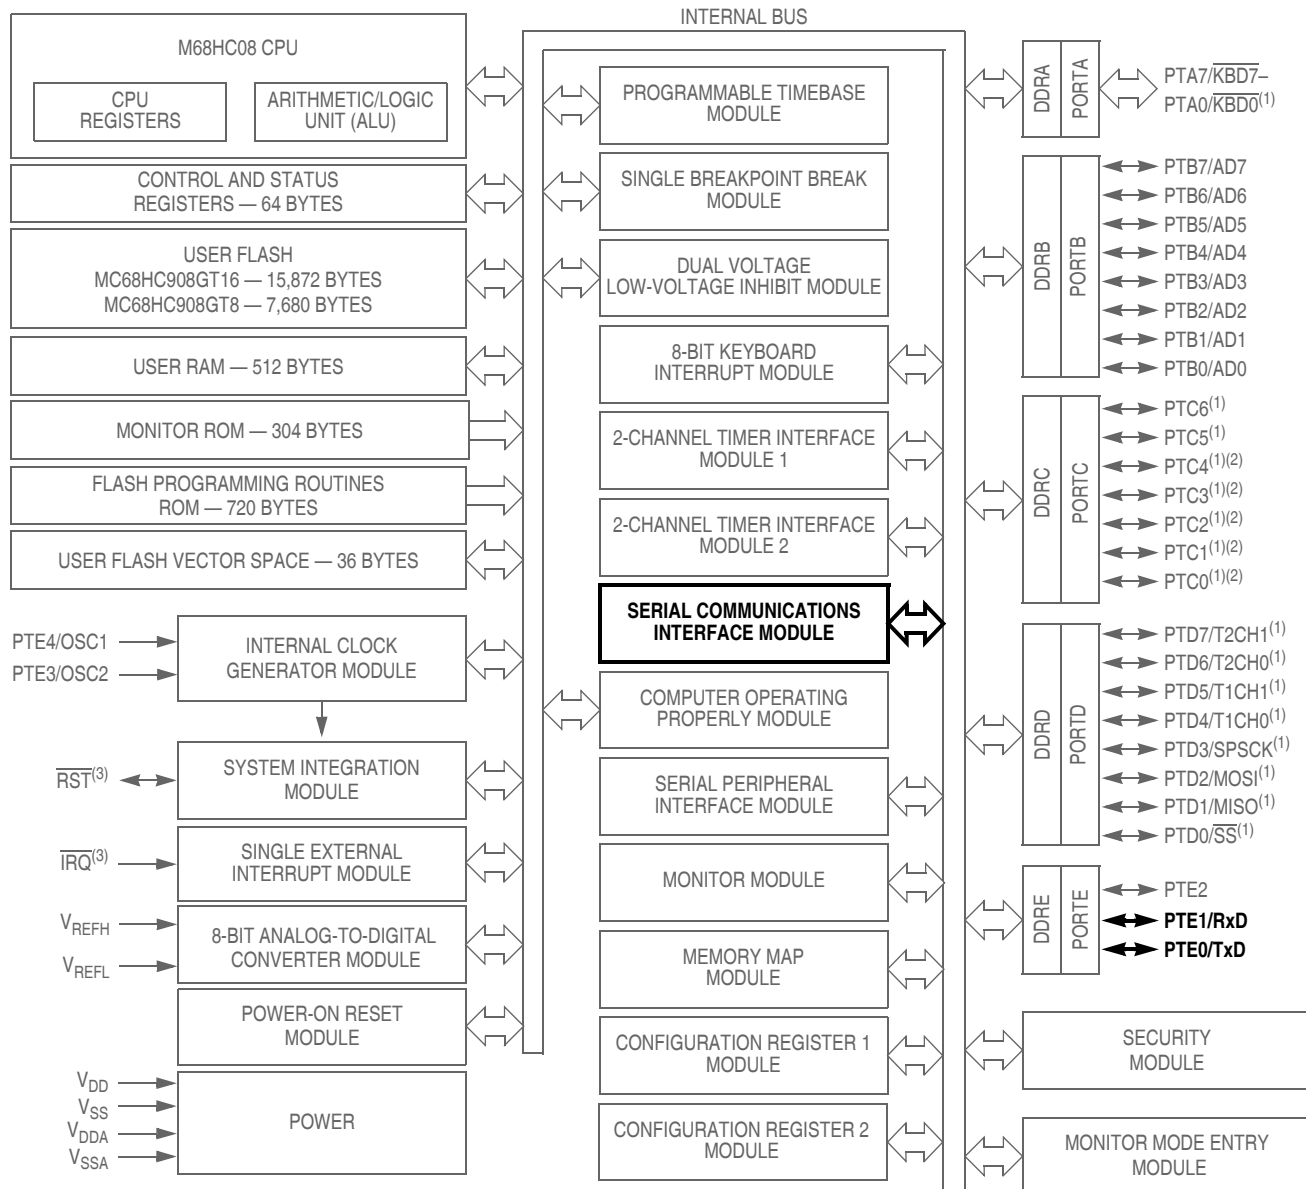 INTERNAL BUS
M68HC08 CPU
CPU
REGISTERS
ARITHMETIC/LOGIC
UNIT (ALU)
CONTROL AND STATUS
REGISTERS — 64 BYTES
USER FLASH
MC68HC908GT16 — 15,872 BYTES
MC68HC908GT8 — 7,680 BYTES
USER RAM — 512 BYTES
MONITOR ROM — 304 BYTES
FLASH PROGRAMMING ROUTINES
ROM — 720 BYTES
USER FLASH VECTOR SPACE — 36 BYTES
PTE4/OSC1
PTE3/OSC2
INTERNAL CLOCK
GENERATOR MODULE
RST(3)
SYSTEM INTEGRATION
MODULE
IRQ(3)
SINGLE EXTERNAL
INTERRUPT MODULE
VREFH
VREFL
8-BIT ANALOG-TO-DIGITAL
CONVERTER MODULE
POWER-ON RESET
MODULE
VDD
VSS
VDDA
VSSA
POWER
PROGRAMMABLE TIMEBASE
MODULE
SINGLE BREAKPOINT BREAK
MODULE
DUAL VOLTAGE
LOW-VOLTAGE INHIBIT MODULE
8-BIT KEYBOARD
INTERRUPT MODULE
2-CHANNEL TIMER INTERFACE
MODULE 1
2-CHANNEL TIMER INTERFACE
MODULE 2
SERIAL COMMUNICATIONS
INTERFACE MODULE
COMPUTER OPERATING
PROPERLY MODULE
SERIAL PERIPHERAL
INTERFACE MODULE
MONITOR MODULE
MEMORY MAP
MODULE
CONFIGURATION REGISTER 1
MODULE
CONFIGURATION REGISTER 2
MODULE
DDRA
PORTA
PTA7/KBD7–
PTA0/KBD0(1)
DDRB
PORTB
PTB7/AD7
PTB6/AD6
PTB5/AD5
PTB4/AD4
PTB3/AD3
PTB2/AD2
PTB1/AD1
PTB0/AD0
DDRC
PORTC
PTC6(1)
PTC5(1)
PTC4(1)(2)
PTC3(1)(2)
PTC2(1)(2)
PTC1(1)(2)
PTC0(1)(2)
DDRD
PORTD
PTD7/T2CH1(1)
PTD6/T2CH0(1)
PTD5/T1CH1(1)
PTD4/T1CH0(1)
PTD3/SPSCK(1)
PTD2/MOSI(1)
PTD1/MISO(1)
PTD0/SS(1)
DDRE
PORTE
PTE2
PTE1/RxD
PTE0/TxD
SECURITY
MODULE
MONITOR MODE ENTRY
MODULE